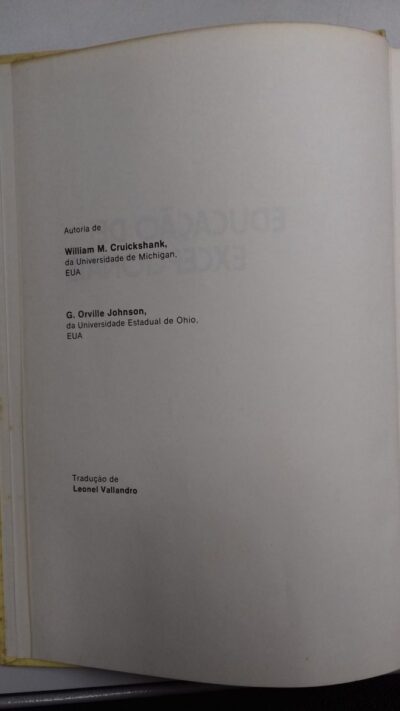 Autoria de
William M. Cruickshank,
da Universidade de Michigan,
EUA
G. Orville Johnson,
da Universidade Estadual de Ohio,
EUA
Tradução de
Leonel Vallandro